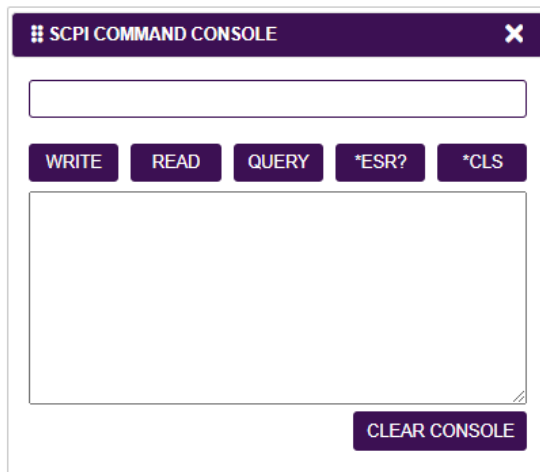 SCPI COMMAND CONSOLE
WRITE READ QUERY *ESR? *CLS
CLEAR CONSOLE